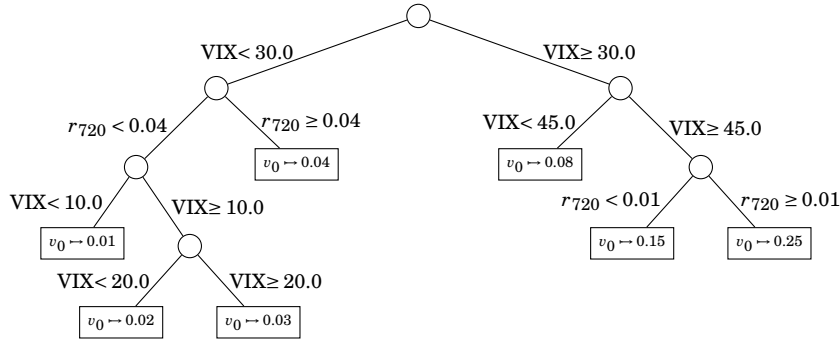 VIX< 30.0 VIX≥ 30.0
r₇₂₀ < 0.04 r₇₂₀ ≥ 0.04 VIX< 45.0 VIX≥ 45.0
v₀ ↦ 0.04 v₀ ↦ 0.08
VIX< 10.0 VIX≥ 10.0 r₇₂₀ < 0.01 r₇₂₀ ≥ 0.01
v₀ ↦ 0.01 v₀ ↦ 0.15 v₀ ↦ 0.25
VIX< 20.0 VIX≥ 20.0
v₀ ↦ 0.02 v₀ ↦ 0.03